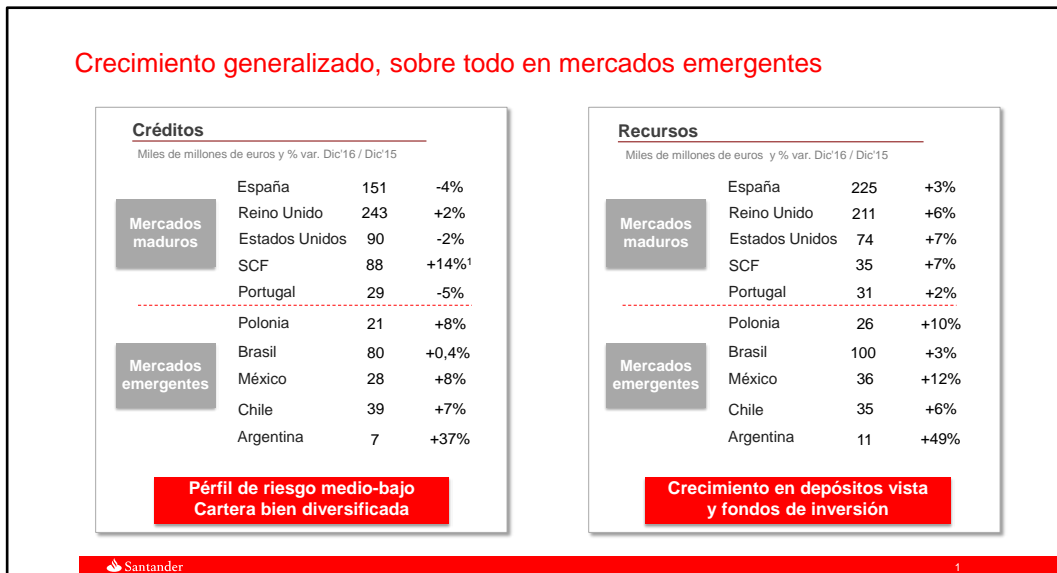 Crecimiento generalizado, sobre todo en mercados emergentes
Créditos
Miles de millones de euros y % var. Dic'16 / Dic'15
Mercados
maduros
España 151 -4%
Reino Unido 243 +2%
Estados Unidos 90 -2%
SCF 88 +14%¹
Portugal 29 -5%
Mercados
emergentes
Polonia 21 +8%
Brasil 80 +0,4%
México 28 +8%
Chile 39 +7%
Argentina 7 +37%
Pérfil de riesgo medio-bajo
Cartera bien diversificada
Recursos
Miles de millones de euros y % var. Dic'16 / Dic'15
Mercados
maduros
España 225 +3%
Reino Unido 211 +6%
Estados Unidos 74 +7%
SCF 35 +7%
Portugal 31 +2%
Mercados
emergentes
Polonia 26 +10%
Brasil 100 +3%
México 36 +12%
Chile 35 +6%
Argentina 11 +49%
Crecimiento en depósitos vista
y fondos de inversión
Santander
1